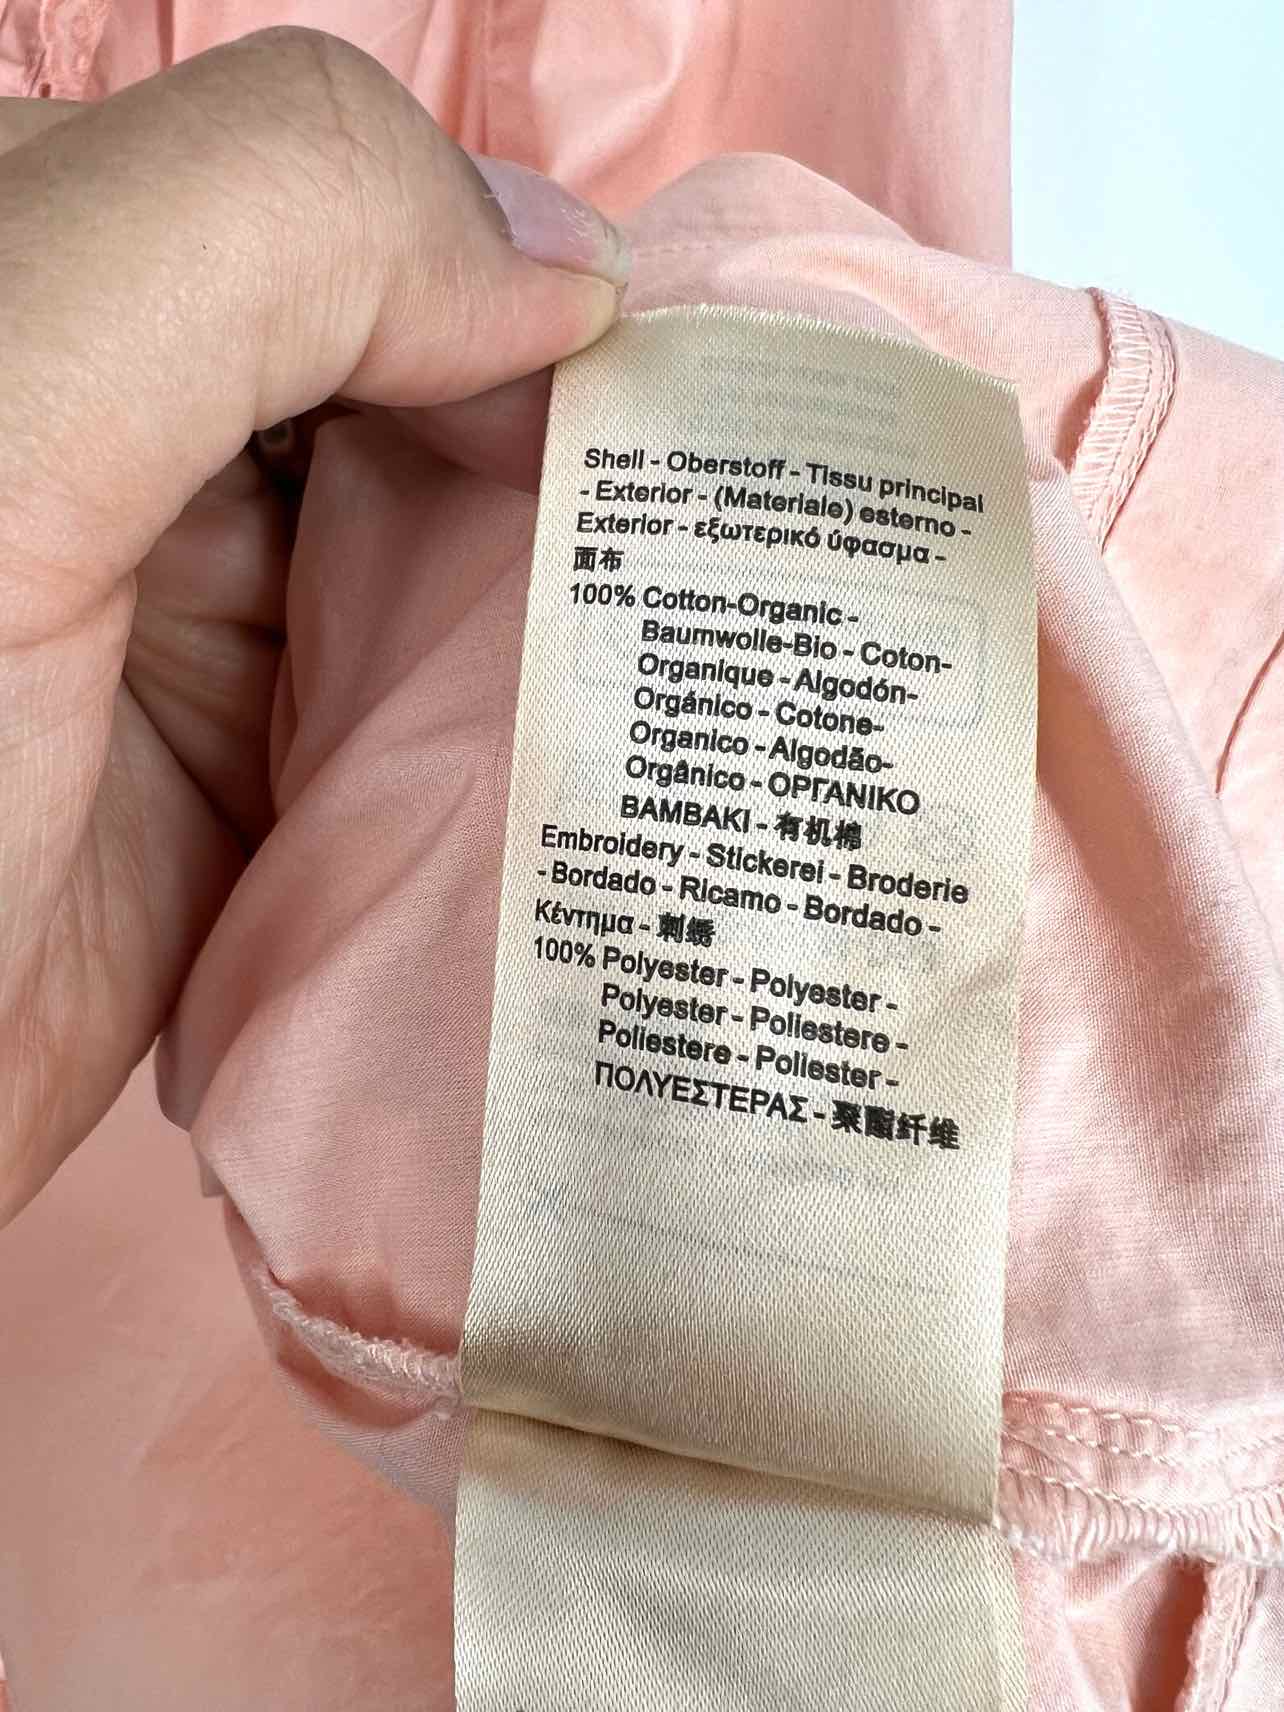 Shell - Oberstoff - Tissu principal
- Exterior - (Materiale) esterno -
Exterior - εξωτερικό ύφασμα -
面布
100% Cotton-Organic -
Baumwolle-Bio - Coton-
Organique - Algodón-
Orgánico - Cotone-
Organico - Algodão-
Orgânico - ΟΡΓΑΝΙΚΟ
ΒΑΜΒΑΚΙ - 有机棉
Embroidery - Stickerei - Broderie
- Bordado - Ricamo - Bordado -
Κέντημα - 刺绣
100% Polyester - Polyester -
Polyester - Poliestere -
Poliestere - Poliester -
ΠΟΛΥΕΣΤΕΡΑΣ - 聚酯纤维